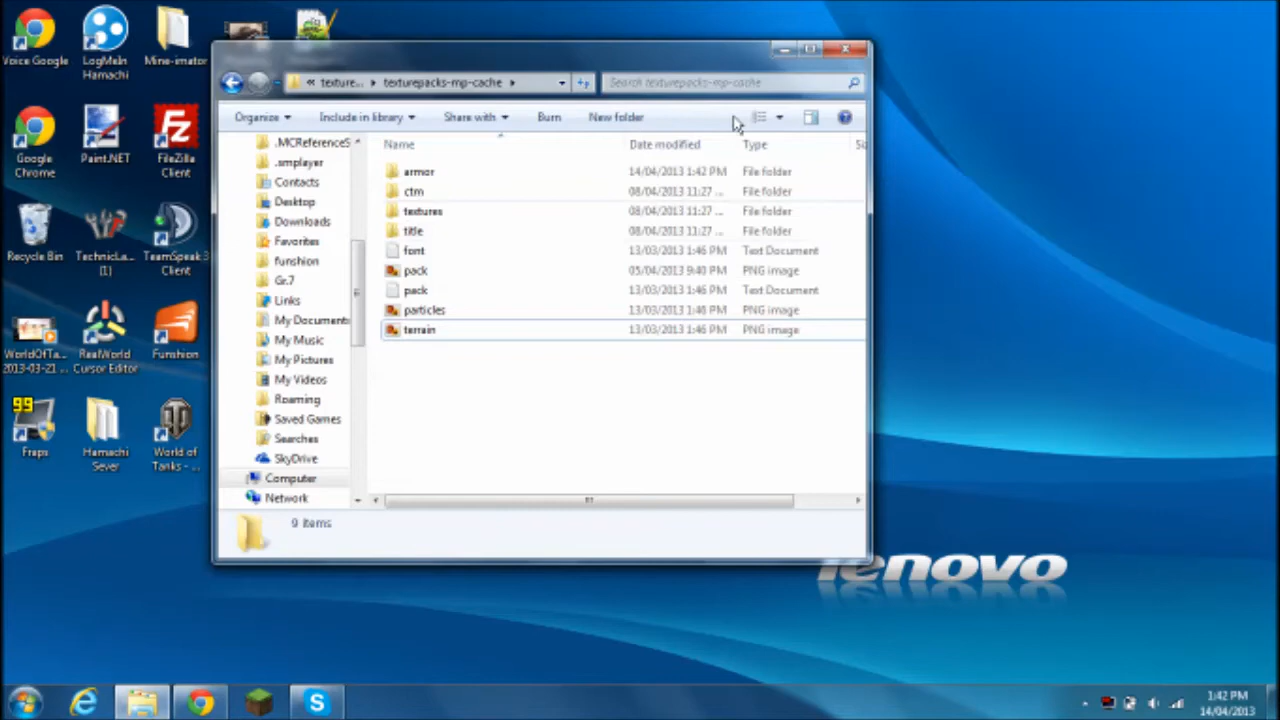 Voice Google
LogMeIn
Hamachi
Mine-imator
Google
Chrome
Paint.NET
FileZilla
Client
Recycle Bin
TechnicLa...
(1)
TeamSpeak 3
Client
WorldOfTa...
2013-03-21 ...
RealWorld
Cursor Editor
Funshion
99
Fraps
Hamachi
Sever
World of
Tanks - ...
« texture... ▸ texturepacks-mp-cache ▸
Search texturepacks-mp-cache
Organize
Include in library
Share with
Burn
New folder
Name
Date modified
Type
.MCReferenceS
.smplayer
Contacts
Desktop
Downloads
Favorites
funshion
Gr.7
Links
My Documents
My Music
My Pictures
My Videos
Roaming
Saved Games
Searches
SkyDrive
Computer
Network
armor 14/04/2013 1:42 PM File folder
ctm 08/04/2013 11:27 ... File folder
textures 08/04/2013 11:27 ... File folder
title 08/04/2013 11:27 ... File folder
font 13/03/2013 1:46 PM Text Document
pack 05/04/2013 9:40 PM PNG image
pack 13/03/2013 1:46 PM Text Document
particles 13/03/2013 1:46 PM PNG image
terrain 13/03/2013 1:46 PM PNG image
9 items
lenovo
1:42 PM
14/04/2013